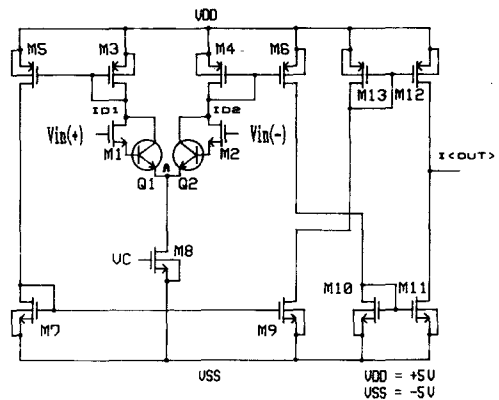 VDD
M5 M3 M4 M6
M13 M12
ID1 ID2
Vin(+) Vin(-)
I<OUT>
M1 M2
A
Q1 Q2
VC M8
M10 M11
M7 M9
VSS
VDD = +5V
VSS = -5V